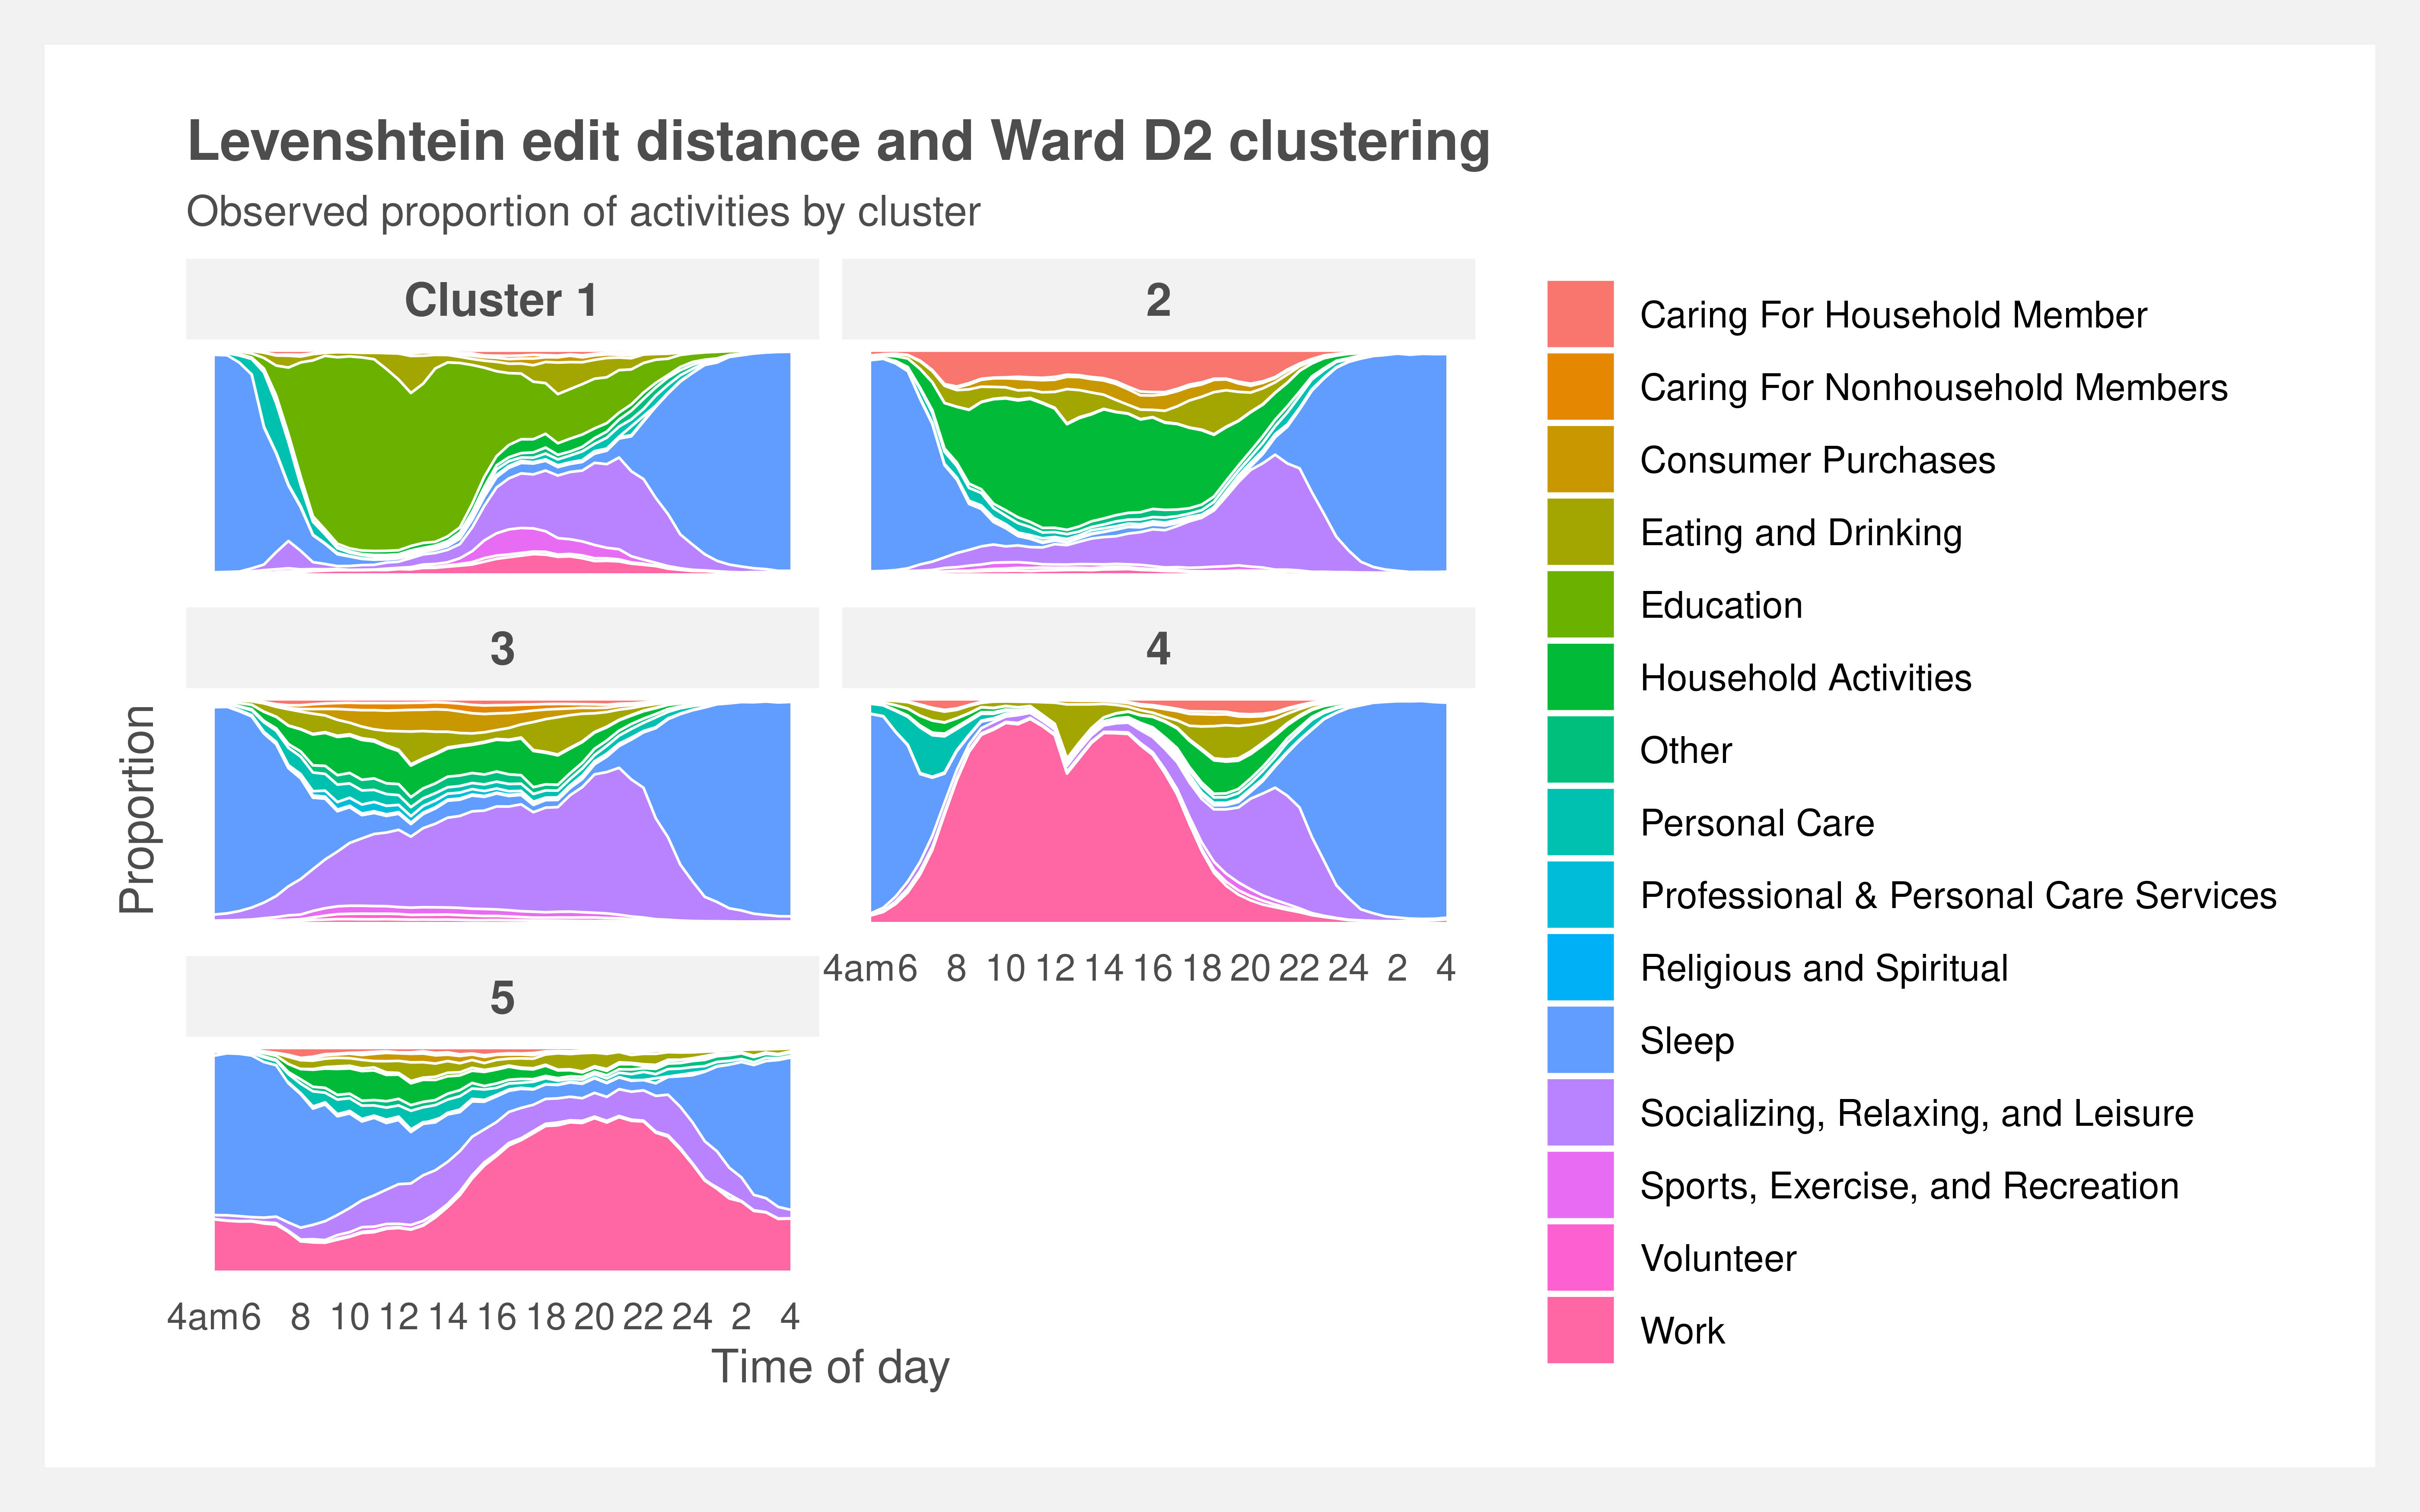 Levenshtein edit distance and Ward D2 clustering
Observed proportion of activities by cluster
Cluster 1
2
3
4
4am 6 8 10 12 14 16 18 20 22 24 2 4
5
4am 6 8 10 12 14 16 18 20 22 24 2 4
Time of day
Proportion
Caring For Household Member
Caring For Nonhousehold Members
Consumer Purchases
Eating and Drinking
Education
Household Activities
Other
Personal Care
Professional & Personal Care Services
Religious and Spiritual
Sleep
Socializing, Relaxing, and Leisure
Sports, Exercise, and Recreation
Volunteer
Work